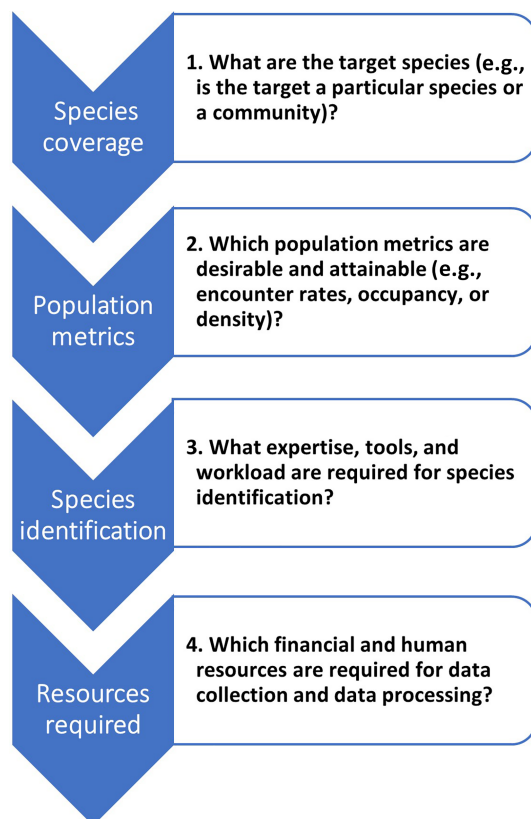 Species
coverage
1. What are the target species (e.g.,
is the target a particular species or
a community)?
Population
metrics
2. Which population metrics are
desirable and attainable (e.g.,
encounter rates, occupancy, or
density)?
Species
identification
3. What expertise, tools, and
workload are required for species
identification?
Resources
required
4. Which financial and human
resources are required for data
collection and data processing?